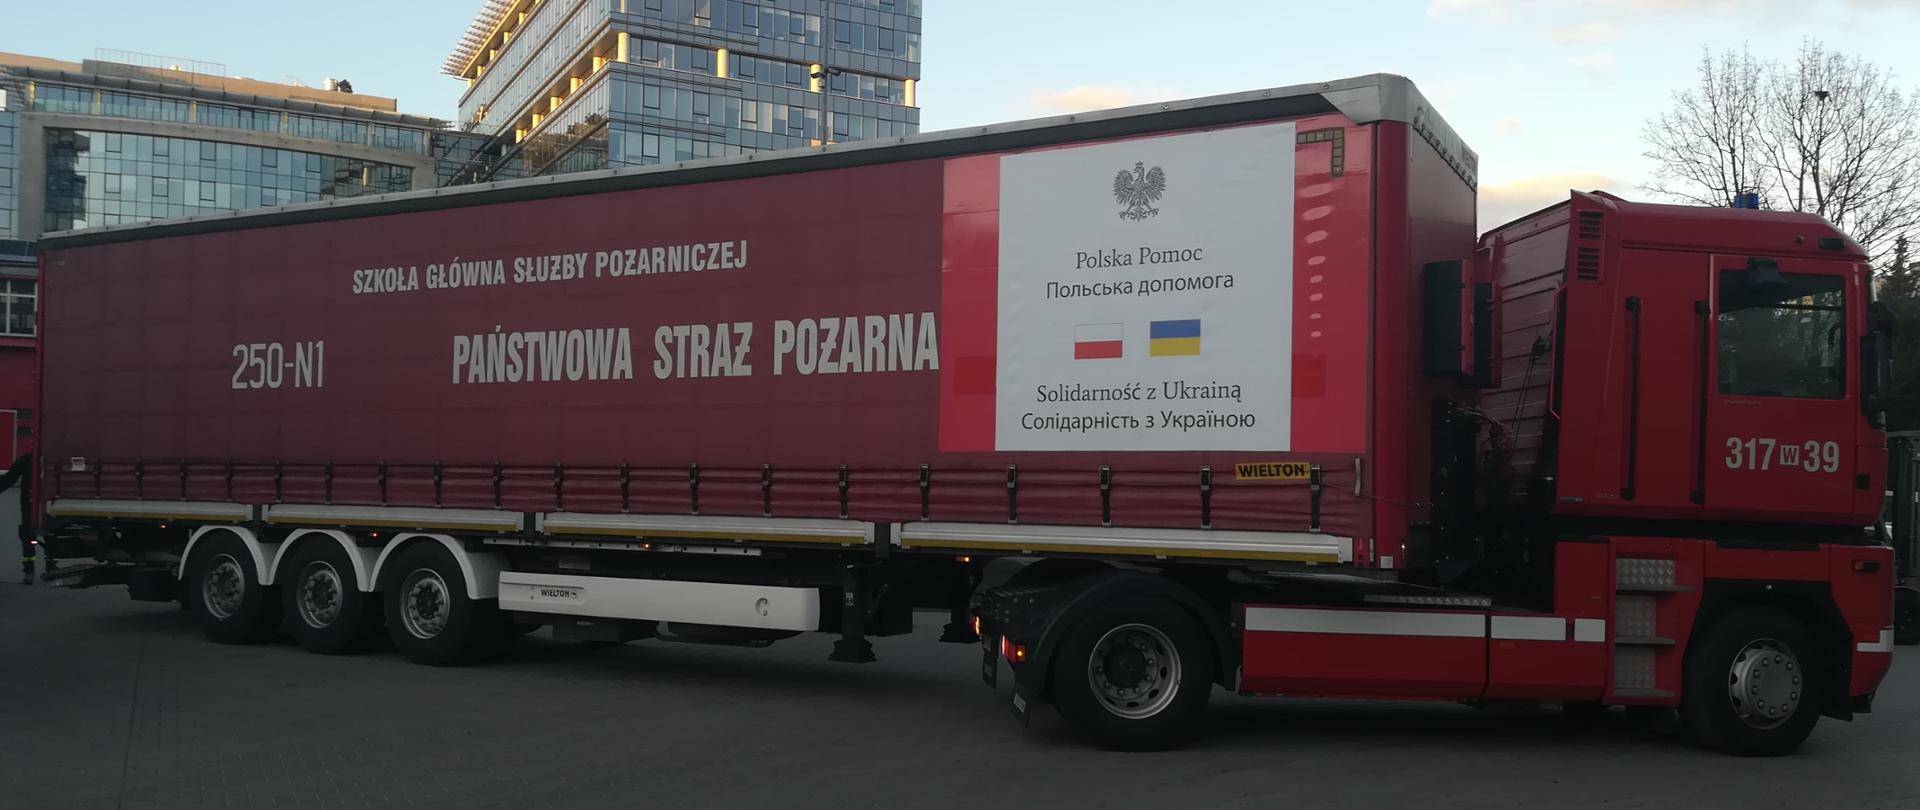 SZKOŁA GŁÓWNA SŁUŻBY POŻARNICZEJ
250-N1
PAŃSTWOWA STRAŻ POŻARNA
Polska Pomoc
Польська допомога
Solidarność z Ukrainą
Солідарність з Україною
WIELTON
WIELTON
317 W 39